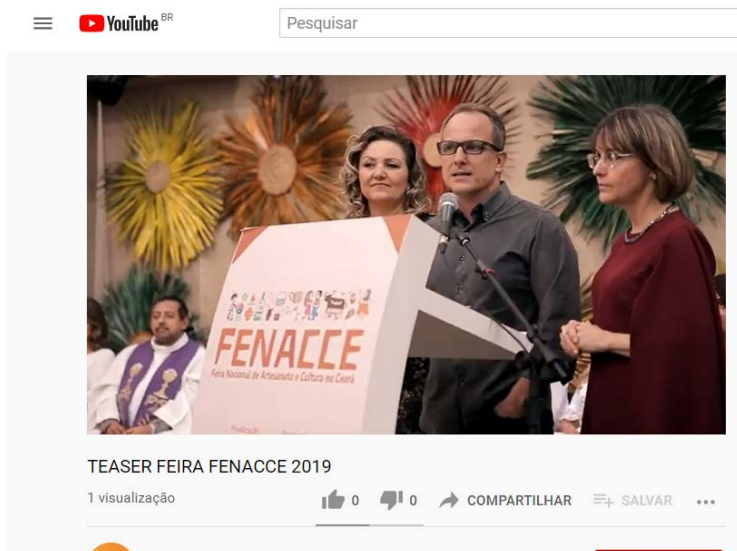 YouTube BR
Pesquisar
FENACCE
Feira Nacional de Artesanato e Cultura no Ceará
TEASER FEIRA FENACCE 2019
1 visualização
0
0
COMPARTILHAR
SALVAR